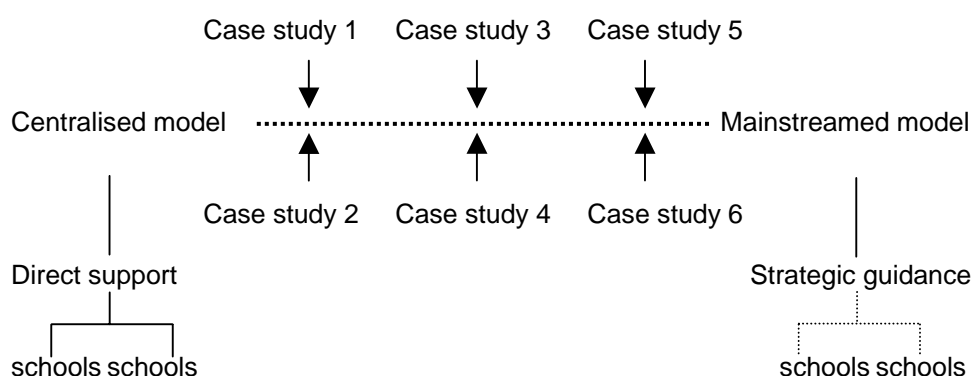 Case study 1 Case study 3 Case study 5
Centralised model Mainstreamed model
Case study 2 Case study 4 Case study 6
Direct support Strategic guidance
schools schools schools schools